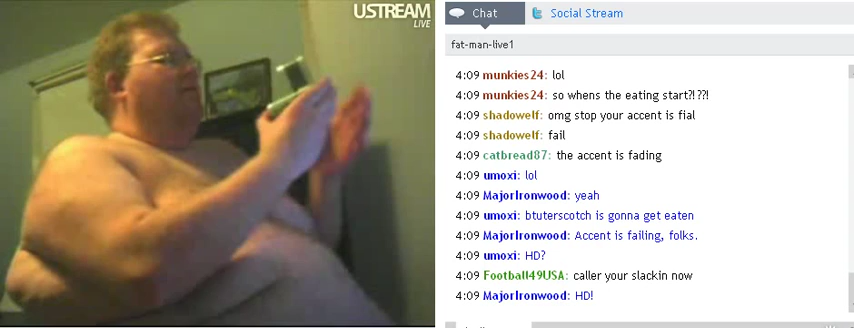 USTREAM
LIVE
Chat
Social Stream
fat-man-live1
4:09 munkies24: lol
4:09 munkies24: so whens the eating start?!??!
4:09 shadowelf: omg stop your accent is fial
4:09 shadowelf: fail
4:09 catbread87: the accent is fading
4:09 umoxi: lol
4:09 MajorIronwood: yeah
4:09 umoxi: btuterscotch is gonna get eaten
4:09 MajorIronwood: Accent is failing, folks.
4:09 umoxi: HD?
4:09 Football49USA: caller your slackin now
4:09 MajorIronwood: HD!